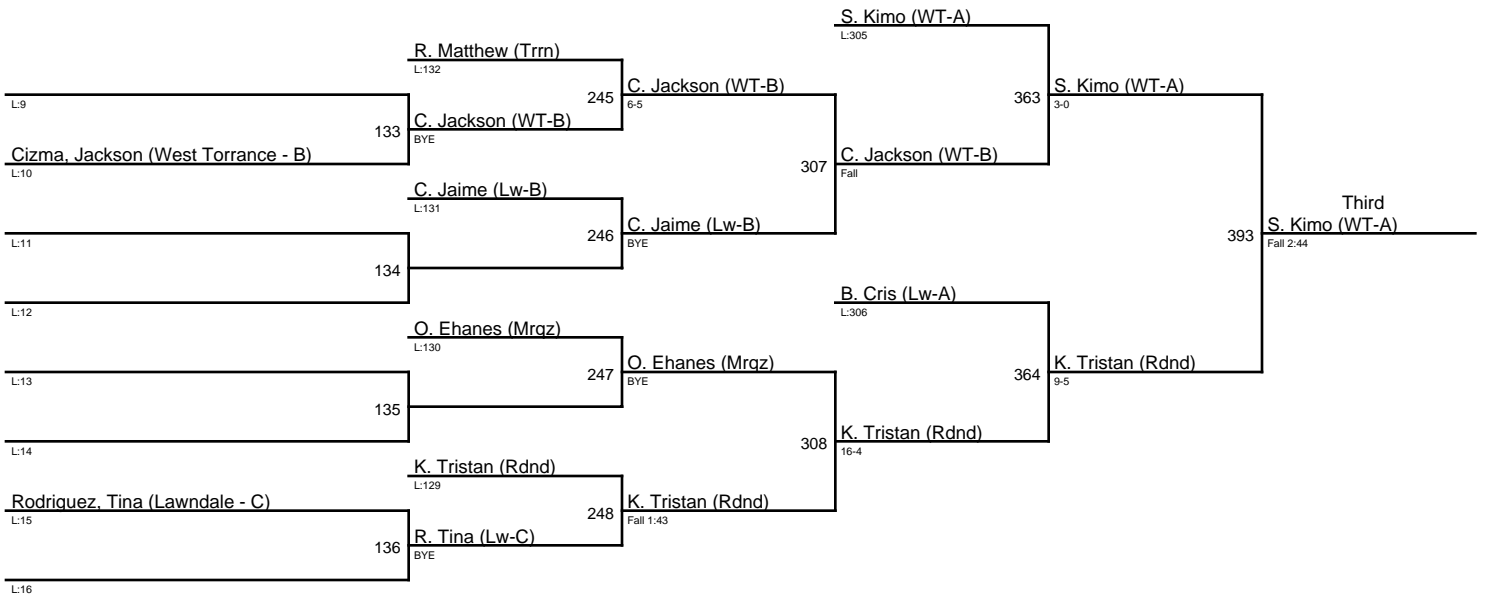 S. Kimo (WT-A)
L:305
R. Matthew (Trrn)
L:132
L:9
245
C. Jackson (WT-B)
6-5
363
S. Kimo (WT-A)
3-0
133
C. Jackson (WT-B)
BYE
Cizma, Jackson (West Torrance - B)
L:10
307
C. Jackson (WT-B)
Fall
C. Jaime (Lw-B)
L:131
Third
L:11
246
C. Jaime (Lw-B)
BYE
393
S. Kimo (WT-A)
Fall 2:44
134
L:12
B. Cris (Lw-A)
L:306
O. Ehanes (Mrqz)
L:130
L:13
247
O. Ehanes (Mrqz)
BYE
364
K. Tristan (Rdnd)
9-5
135
L:14
308
K. Tristan (Rdnd)
16-4
K. Tristan (Rdnd)
L:129
Rodriquez, Tina (Lawndale - C)
L:15
248
K. Tristan (Rdnd)
Fall 1:43
136
R. Tina (Lw-C)
BYE
L:16